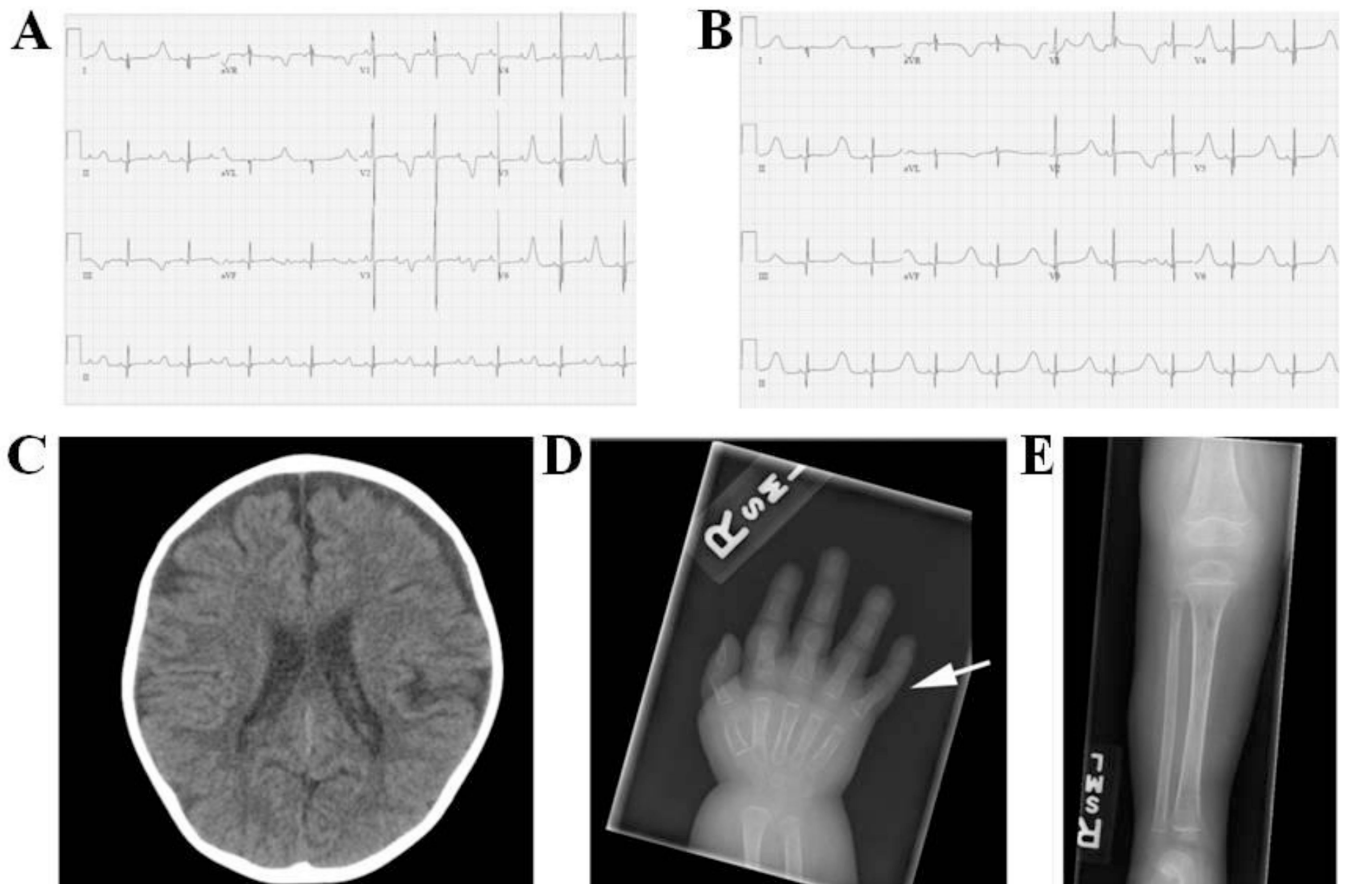 A
B
I aVR V1 V4
II aVL V2 V5
III aVF V3 V6
II
I aVR V1 V4
II aVL V2 V5
III aVF V3 V6
II
C
D
E
R
R